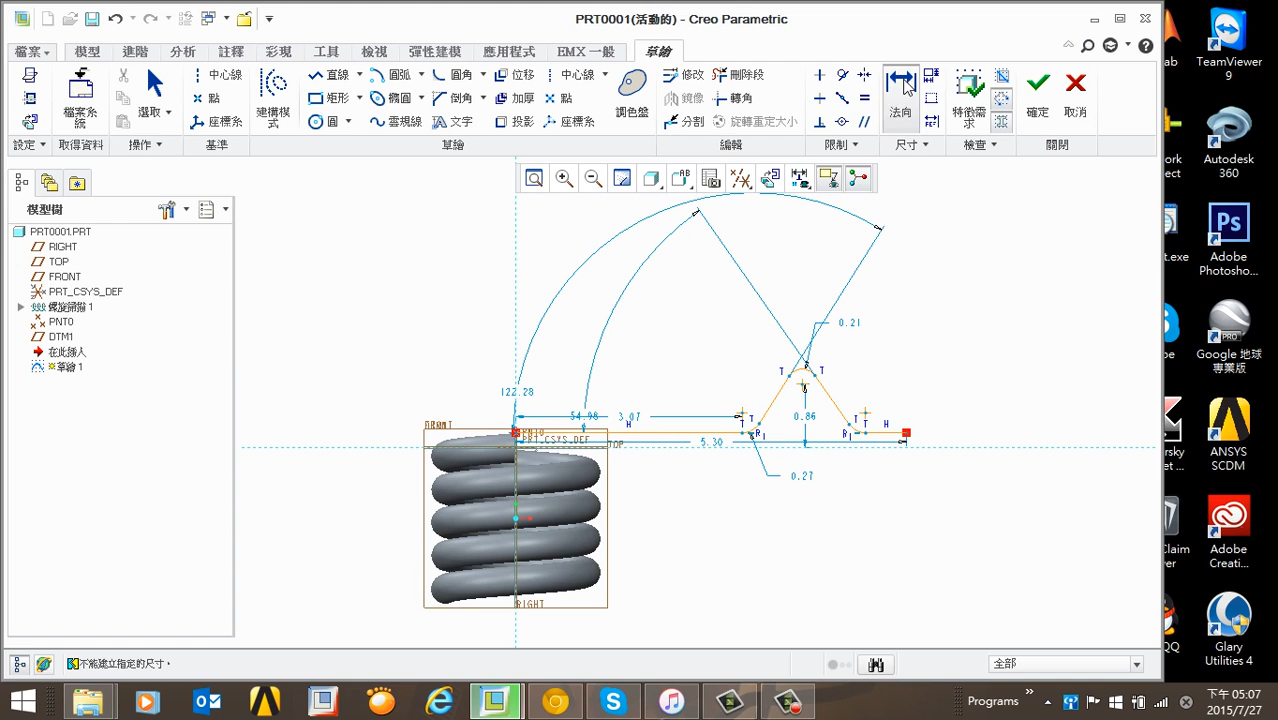 PRT0001(活動的) - Creo Parametric
檔案
模型
進階
分析
註釋
彩現
工具
檢視
彈性建模
應用程式
EMX 一般
草繪
檔案系統
選取
中心線
點
座標系
建構模式
直線
矩形
圓
圓弧
橢圓
雲規線
圓角
倒角
文字
位移
加厚
投影
中心線
點
座標系
調色盤
修改
鏡像
分割
刪除段
轉角
旋轉重定大小
法向
特徵需求
確定
取消
設定
取得資料
操作
基準
草繪
編輯
限制
尺寸
檢查
關閉
模型樹
PRT0001.PRT
RIGHT
TOP
FRONT
PRT_CSYS_DEF
螺旋掃描 1
PNT0
DTM1
在此插入
草繪 1
122.28
54.98
3.07
H
0.21
T
T
0.86
T
T
R1
R1
T
T
H
5.30
0.27
PRT_CSYS_DEF
TOP
RIGHT
不能建立指定的尺寸。
全部
TeamViewer 9
Autodesk 360
Adobe Photosho...
Google 地球專業版
ANSYS SCDM
Adobe Creati...
Glary Utilities 4
ab
ect
t.exe
be
ersky
Claim
ver
QQ
Programs
下午 05:07
2015/7/27